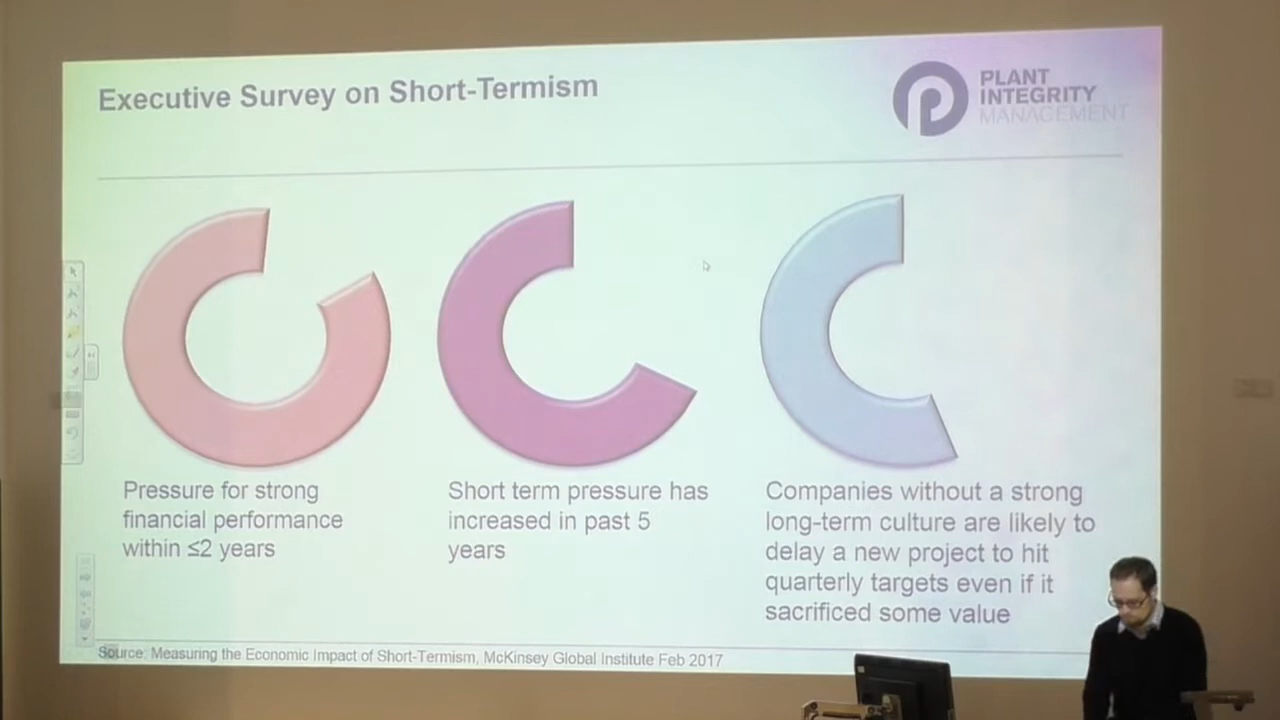 Executive Survey on Short-Termism
PLANT
INTEGRITY
MANAGEMENT
Pressure for strong
financial performance
within ≤2 years
Short term pressure has
increased in past 5
years
Companies without a strong
long-term culture are likely to
delay a new project to hit
quarterly targets even if it
sacrificed some value
Source: Measuring the Economic Impact of Short-Termism, McKinsey Global Institute Feb 2017